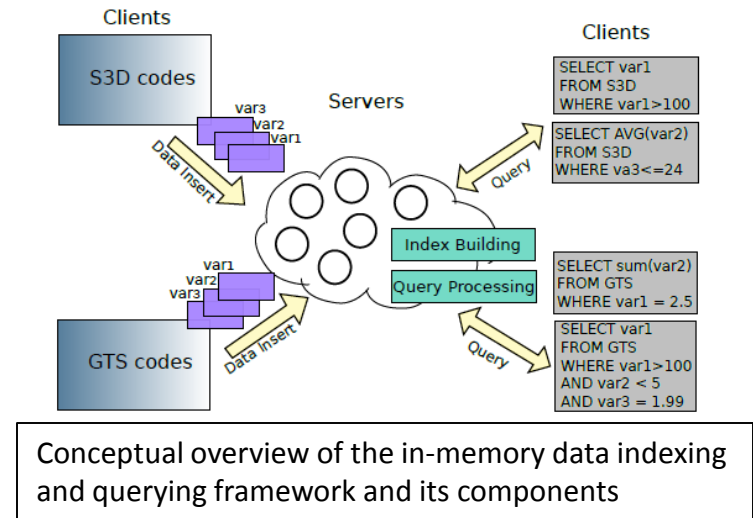 Clients
S3D codes
var3
var2
var1
Data Insert
Servers
Clients
SELECT var1
FROM S3D
WHERE var1>100
SELECT AVG(var2)
FROM S3D
WHERE va3<=24
Query
Index Building
Query Processing
var1
var2
var3
GTS codes
Data Insert
Query
SELECT sum(var2)
FROM GTS
WHERE var1 = 2.5
SELECT var1
FROM GTS
WHERE var1>100
AND var2 < 5
AND var3 = 1.99
Conceptual overview of the in-memory data indexing
and querying framework and its components